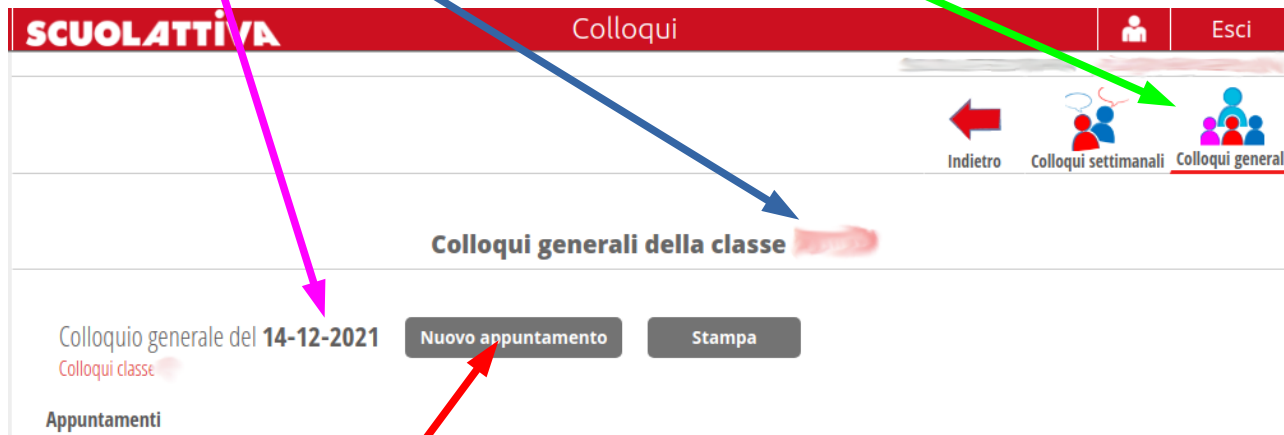 SCUOLATTIVA Colloqui Esci
Indietro Colloqui settimanali Colloqui general
Colloqui generali della classe
Colloquio generale del 14-12-2021 Nuovo appuntamento Stampa
Colloqui classe
Appuntamenti